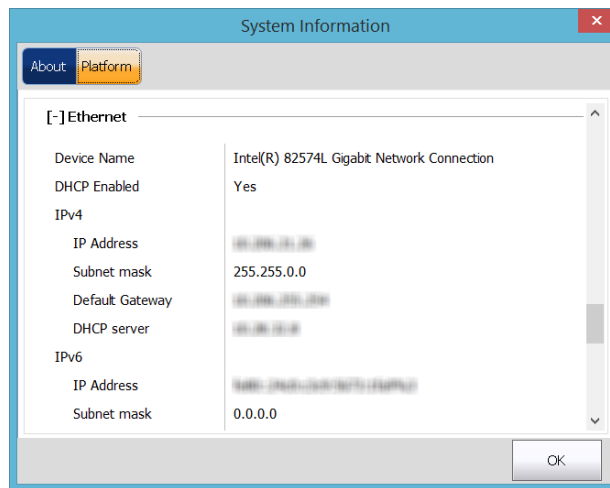 System Information
About Platform
[-] Ethernet
Device Name Intel(R) 82574L Gigabit Network Connection
DHCP Enabled Yes
IPv4
IP Address
Subnet mask 255.255.0.0
Default Gateway
DHCP server
IPv6
IP Address
Subnet mask 0.0.0.0
OK